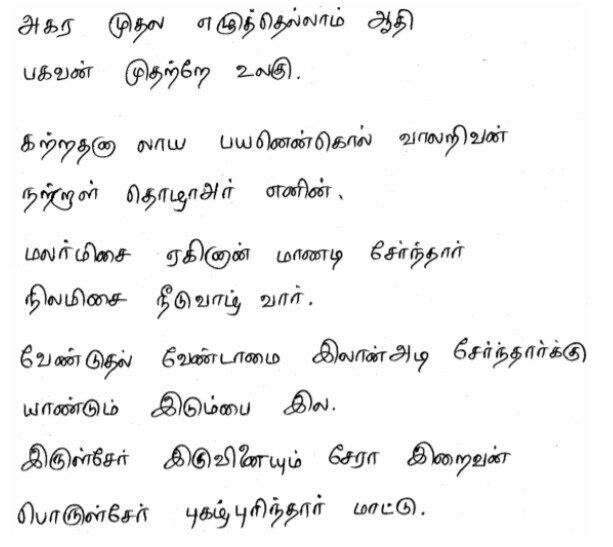 அகர முதல எழுத்தெல்லாம் ஆதி
பகவன் முதற்றே உலகு.
கற்றதனா லாய பயனென்கொல் வாலறிவன்
நற்றாள் தொழாஅர் எனின்.
மலர்மிசை ஏகினான் மாணடி சேர்ந்தார்
நிலமிசை நீடுவாழ் வார்.
வேண்டுதல் வேண்டாமை இலான்அடி சேர்ந்தார்க்கு
யாண்டும் இடும்பை இல.
இருள்சேர் இருவினையும் சேரா இறைவன்
பொருள்சேர் புகழ்புரிந்தார் மாட்டு.